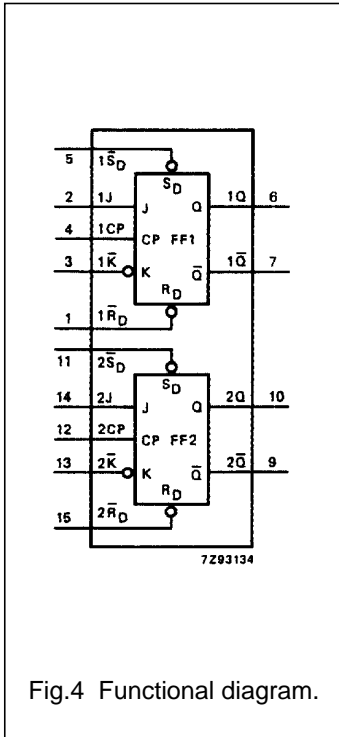 5 1S̅D
SD
2 1J J Q 1Q 6
4 1CP CP FF1
3 1K̅ K Q̅ 1Q̅ 7
RD
1 1R̅D
11 2S̅D
SD
14 2J J Q 2Q 10
12 2CP CP FF2
13 2K̅ K Q̅ 2Q̅ 9
RD
15 2R̅D
7Z93134
Fig.4 Functional diagram.